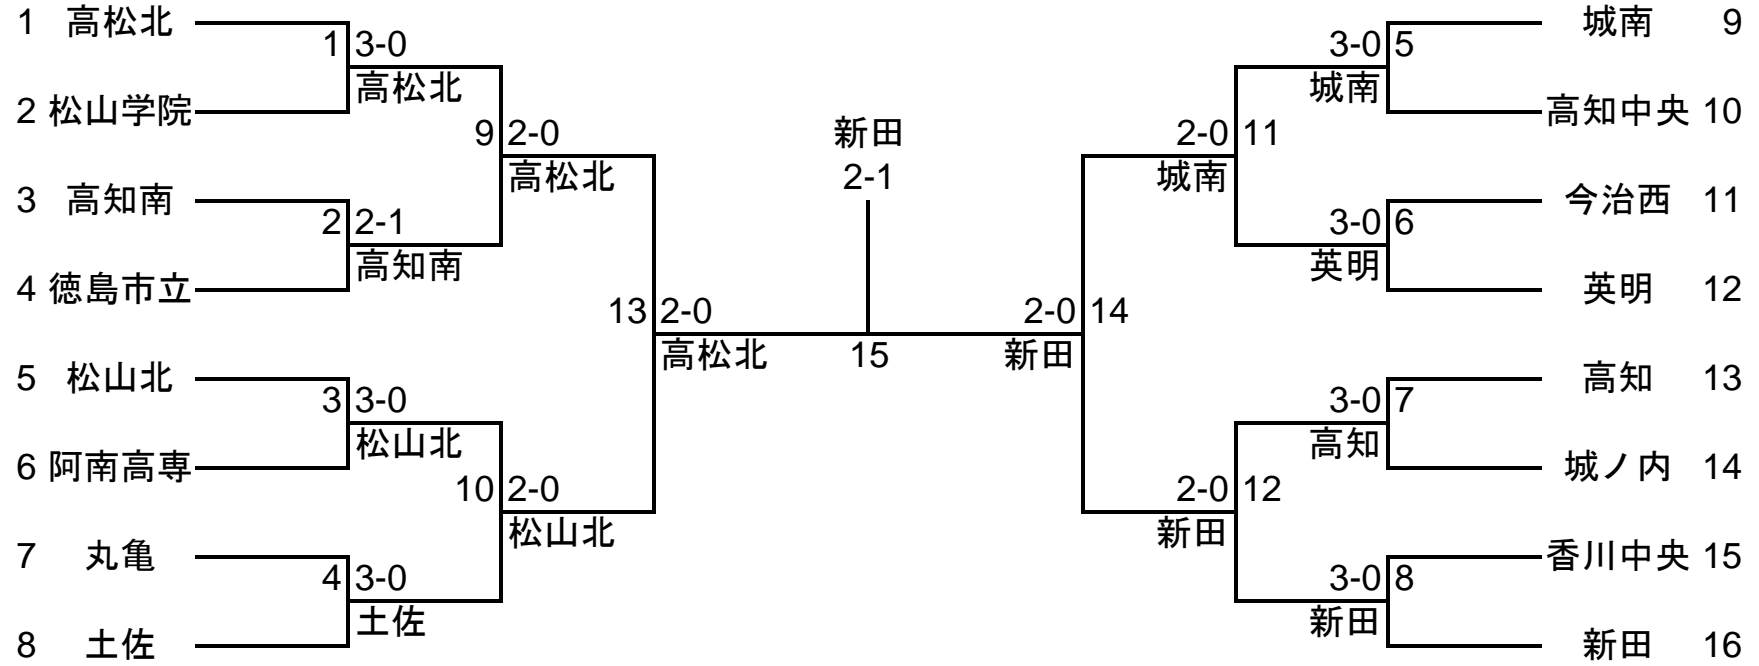 1 高松北
2 松山学院
3 高知南
4 徳島市立
5 松山北
6 阿南高専
7 丸亀
8 土佐
1 3-0
高松北
2 2-1
高知南
3 3-0
松山北
4 3-0
土佐
9 2-0
高松北
10 2-0
松山北
13 2-0
高松北
新田
2-1
15
2-0 14
新田
2-0 11
城南
2-0 12
新田
3-0 5
城南
3-0 6
英明
3-0 7
高知
3-0 8
新田
城南 9
高知中央 10
今治西 11
英明 12
高知 13
城ノ内 14
香川中央 15
新田 16